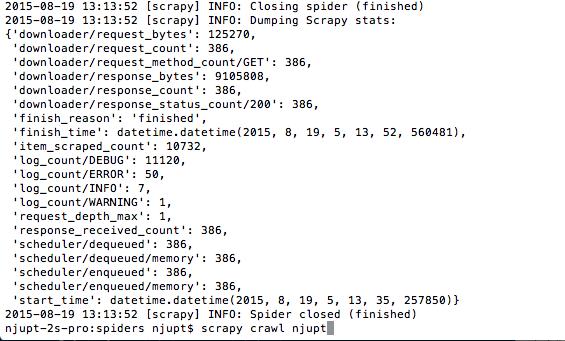 2015-08-19 13:13:52 [scrapy] INFO: Closing spider (finished)
2015-08-19 13:13:52 [scrapy] INFO: Dumping Scrapy stats:
{'downloader/request_bytes': 125270,
 'downloader/request_count': 386,
 'downloader/request_method_count/GET': 386,
 'downloader/response_bytes': 9105808,
 'downloader/response_count': 386,
 'downloader/response_status_count/200': 386,
 'finish_reason': 'finished',
 'finish_time': datetime.datetime(2015, 8, 19, 5, 13, 52, 560481),
 'item_scraped_count': 10732,
 'log_count/DEBUG': 11120,
 'log_count/ERROR': 50,
 'log_count/INFO': 7,
 'log_count/WARNING': 1,
 'request_depth_max': 1,
 'response_received_count': 386,
 'scheduler/dequeued': 386,
 'scheduler/dequeued/memory': 386,
 'scheduler/enqueued': 386,
 'scheduler/enqueued/memory': 386,
 'start_time': datetime.datetime(2015, 8, 19, 5, 13, 35, 257850)}
2015-08-19 13:13:52 [scrapy] INFO: Spider closed (finished)
njupt-2s-pro:spiders njupt$ scrapy crawl njupt